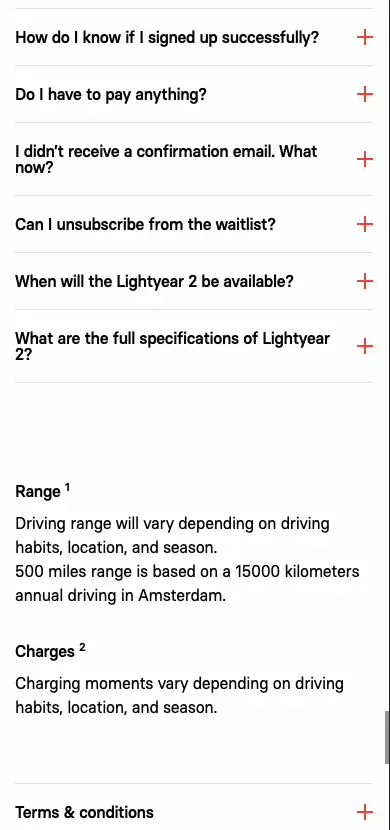 How do I know if I signed up successfully?
Do I have to pay anything?
I didn't receive a confirmation email. What
now?
Can I unsubscribe from the waitlist?
When will the Lightyear 2 be available?
What are the full specifications of Lightyear
2?
Range ¹
Driving range will vary depending on driving
habits, location, and season.
500 miles range is based on a 15000 kilometers
annual driving in Amsterdam.
Charges ²
Charging moments vary depending on driving
habits, location, and season.
Terms & conditions